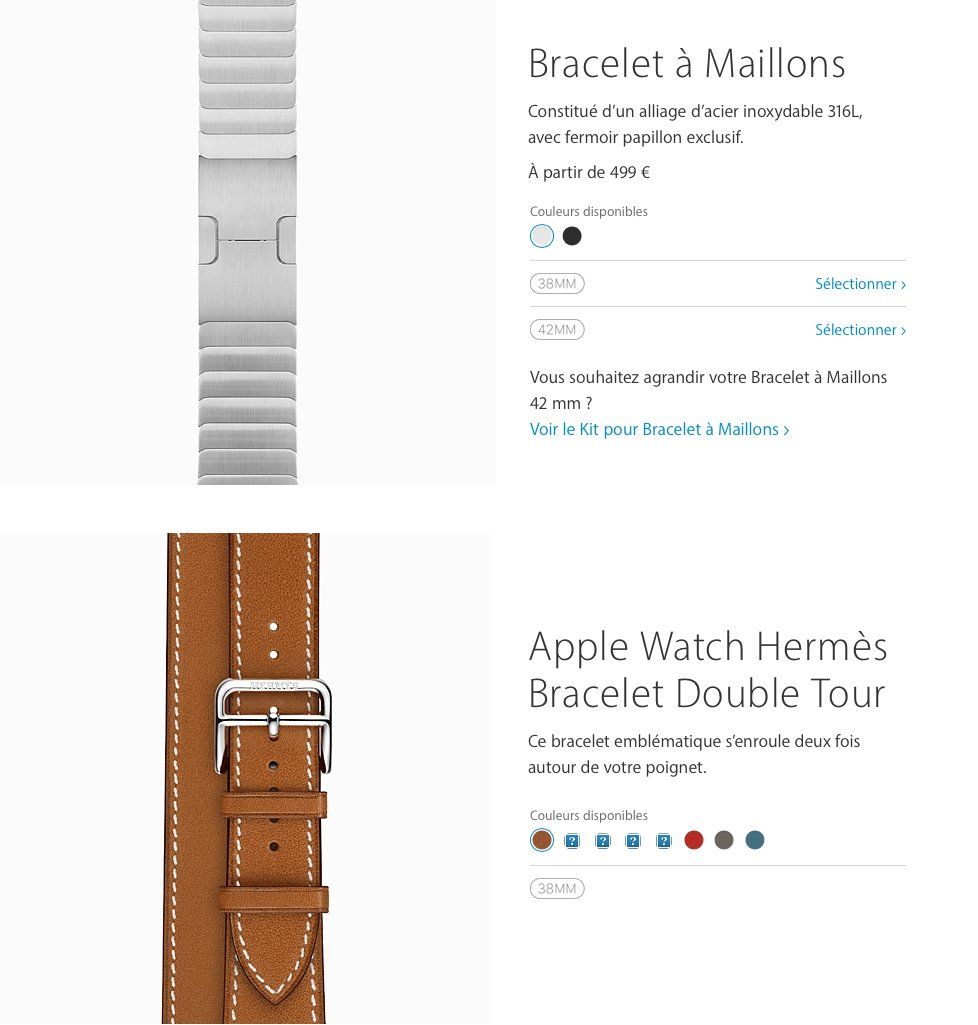 Bracelet à Maillons
Constitué d’un alliage d’acier inoxydable 316L,
avec fermoir papillon exclusif.
À partir de 499 €
Couleurs disponibles
38MM
Sélectionner ›
42MM
Sélectionner ›
Vous souhaitez agrandir votre Bracelet à Maillons
42 mm ?
Voir le Kit pour Bracelet à Maillons ›
HERMES
Apple Watch Hermès
Bracelet Double Tour
Ce bracelet emblématique s’enroule deux fois
autour de votre poignet.
Couleurs disponibles
? ? ? ?
38MM